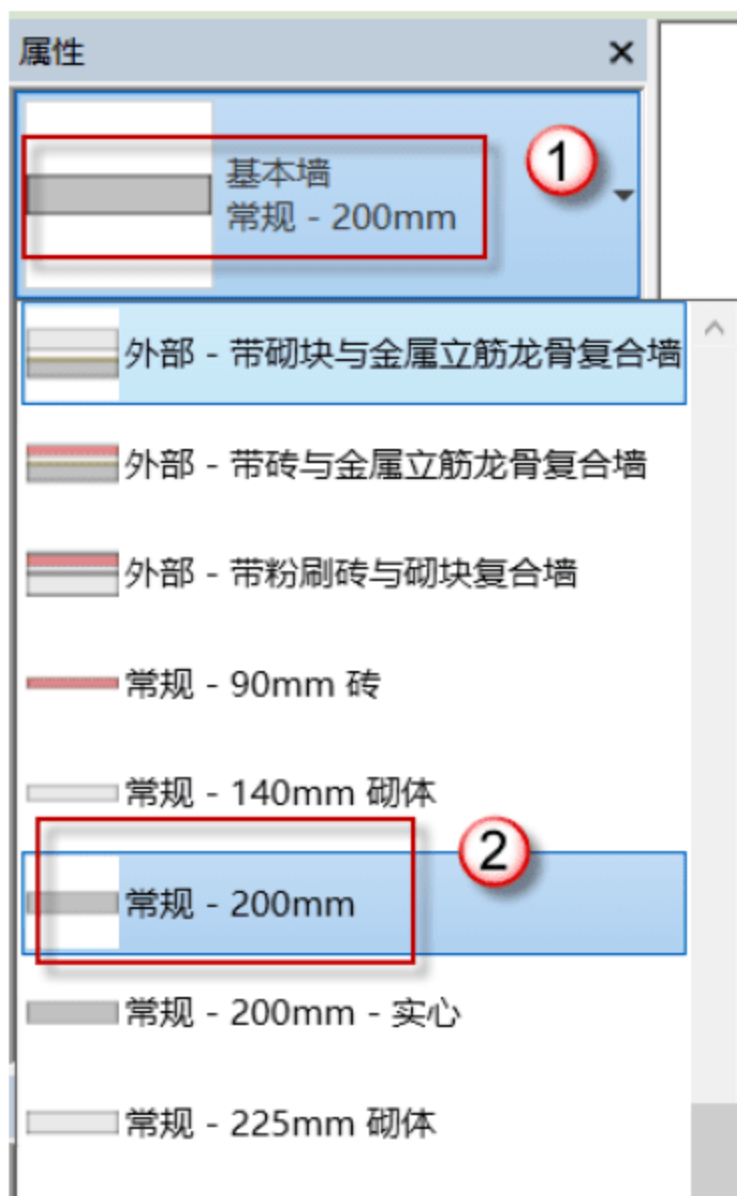 属性
基本墙
常规 - 200mm
1
外部 - 带砌块与金属立筋龙骨复合墙
外部 - 带砖与金属立筋龙骨复合墙
外部 - 带粉刷砖与砌块复合墙
常规 - 90mm 砖
常规 - 140mm 砌体
2
常规 - 200mm
常规 - 200mm - 实心
常规 - 225mm 砌体